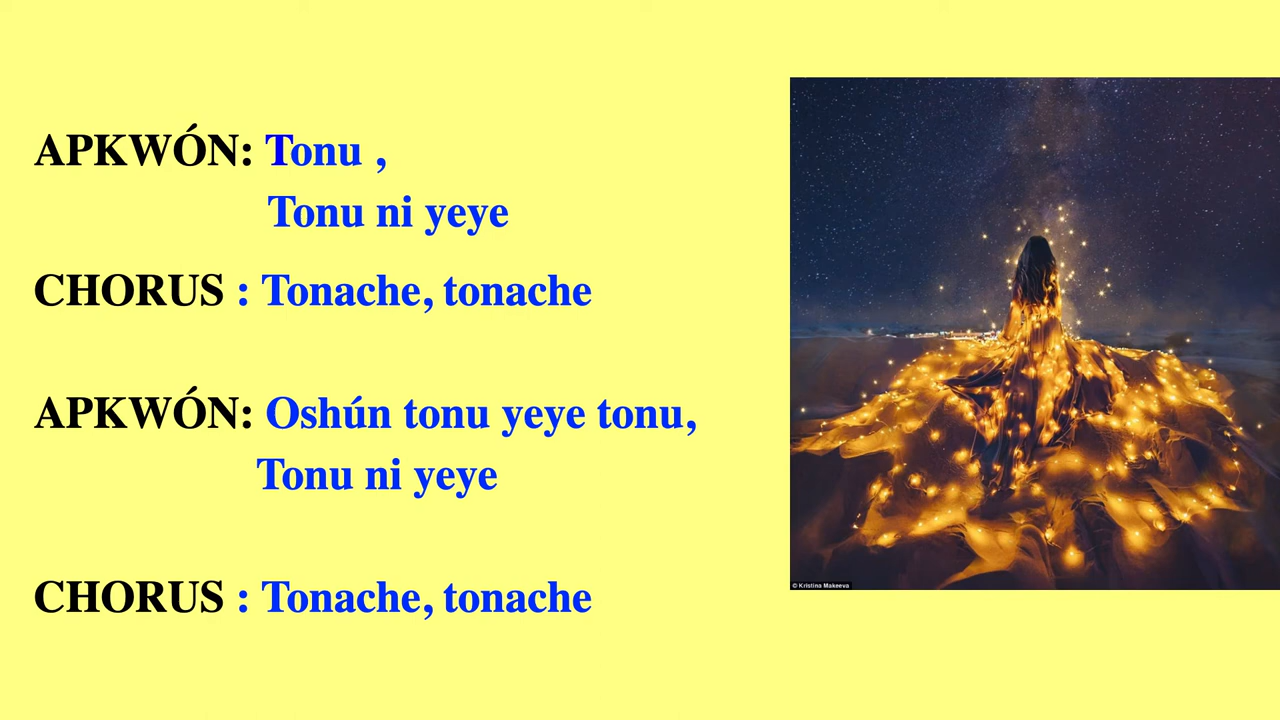 APKWÓN: Tonu ,
Tonu ni yeye
CHORUS : Tonache, tonache
APKWÓN: Oshún tonu yeye tonu,
Tonu ni yeye
CHORUS : Tonache, tonache
© Kristina Makeeva